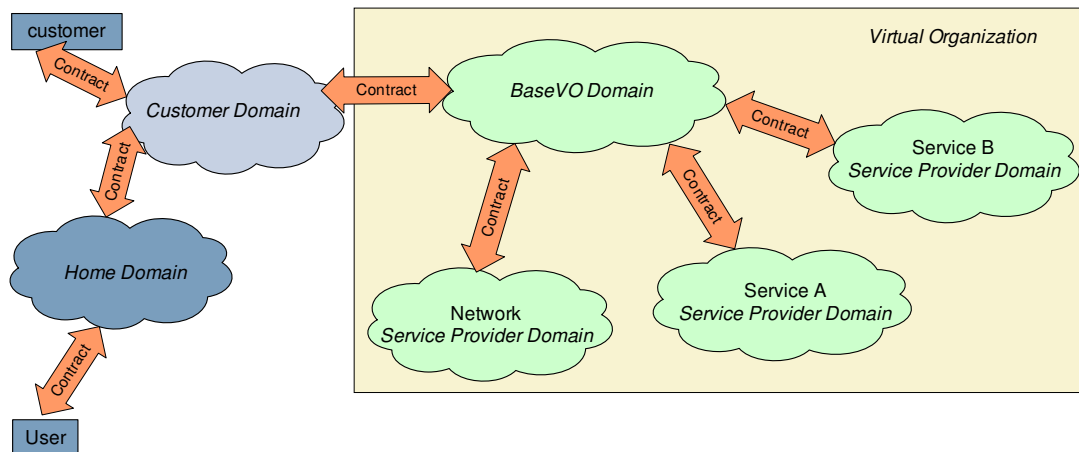 customer
Virtual Organization
Contract
Customer Domain
Contract
BaseVO Domain
Contract
Service B
Service Provider Domain
Contract
Contract
Contract
Home Domain
Network
Service Provider Domain
Service A
Service Provider Domain
Contract
User